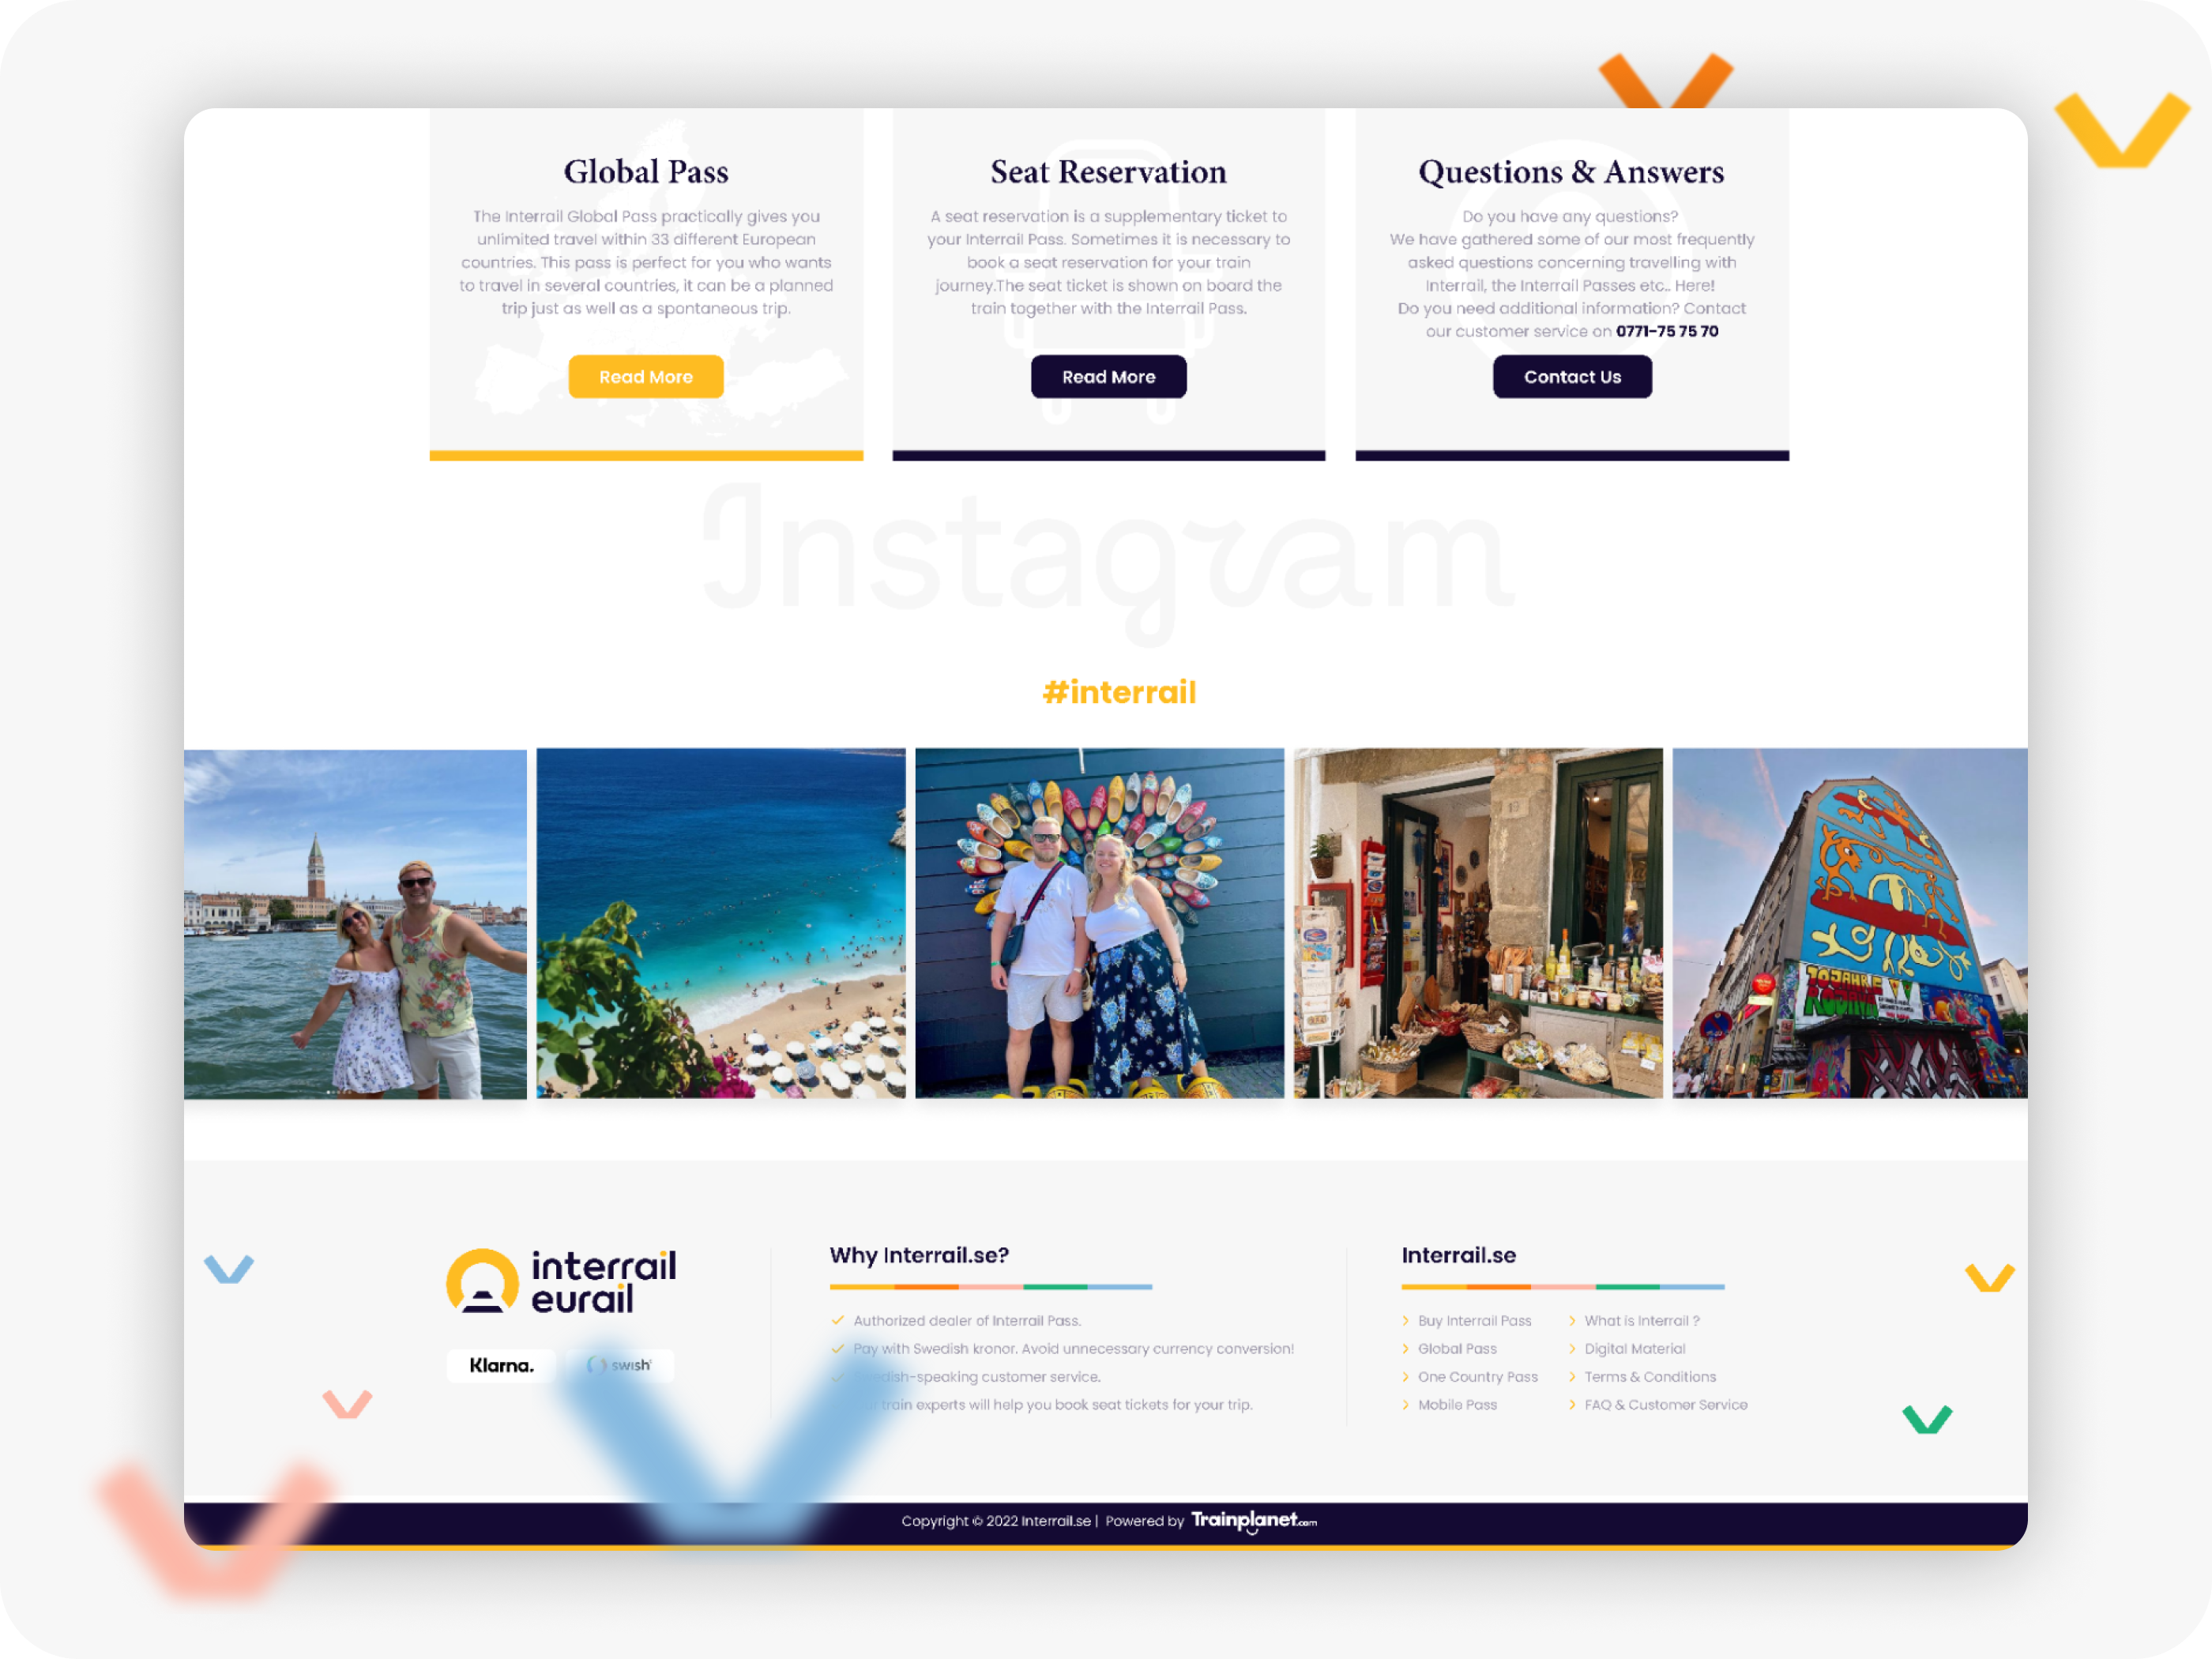 Global Pass
The Interrail Global Pass practically gives you
unlimited travel within 33 different European
countries. This pass is perfect for you who wants
to travel in several countries, it can be a planned
trip just as well as a spontaneous trip.
Read More
Seat Reservation
A seat reservation is a supplementary ticket to
your Interrail Pass. Sometimes it is necessary to
book a seat reservation for your train
journey.The seat ticket is shown on board the
train together with the Interrail Pass.
Read More
Questions & Answers
Do you have any questions?
We have gathered some of our most frequently
asked questions concerning travelling with
Interrail, the Interrail Passes etc.. Here!
Do you need additional information? Contact
our customer service on 0771-75 75 70
Contact Us
Instagram
#interrail
interrail
eurail
Klarna.
swish
Why Interrail.se?
Authorized dealer of Interrail Pass.
Pay with Swedish kronor. Avoid unnecessary currency conversion!
-speaking customer service.
train experts will help you book seat tickets for your trip.
Interrail.se
Buy Interrail Pass
Global Pass
One Country Pass
Mobile Pass
What is Interrail ?
Digital Material
Terms & Conditions
FAQ & Customer Service
Copyright © 2022 Interrail.se | Powered by Trainplanet.com